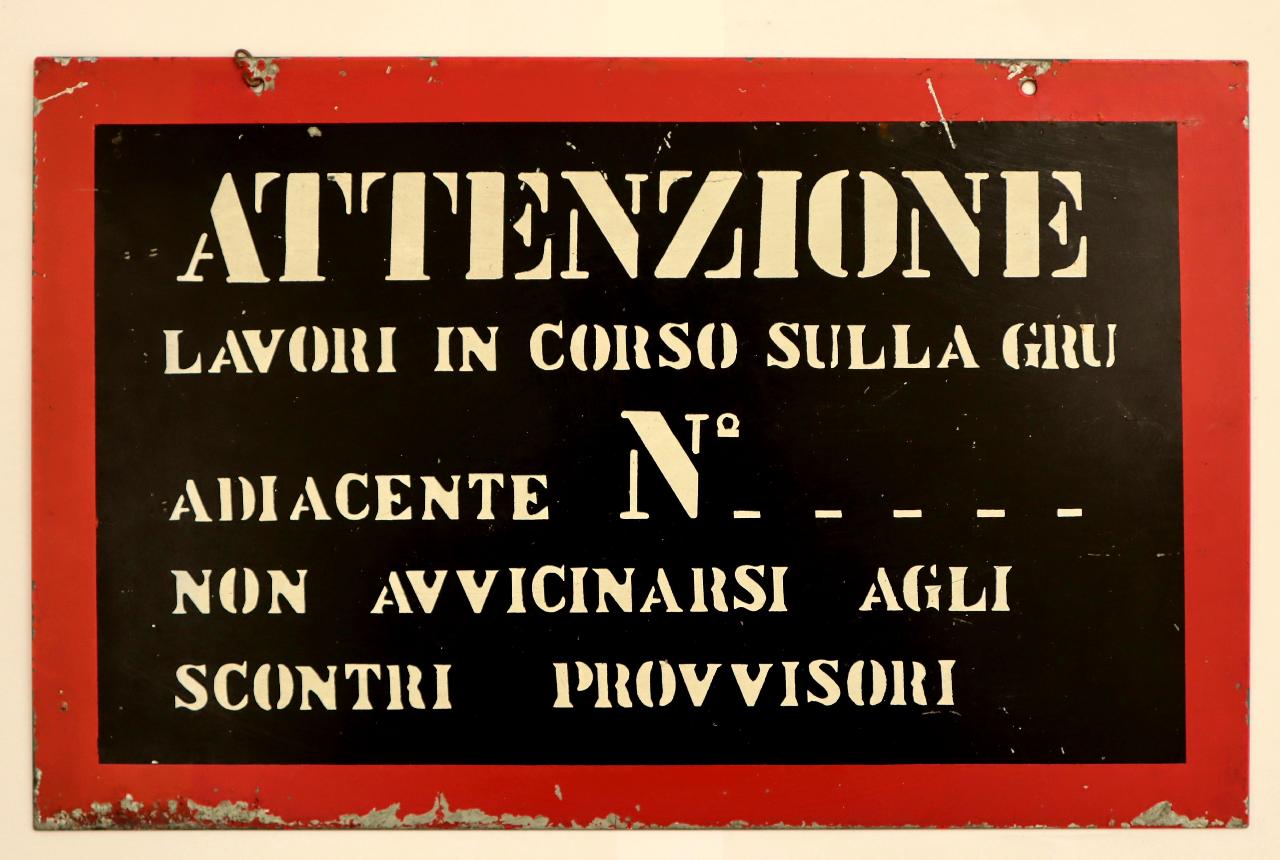 ATTENZIONE
LAVORI IN CORSO SULLA GRU
ADIACENTE Nº_ _ _ _ _
NON AVVICINARSI AGLI
SCONTRI PROVVISORI